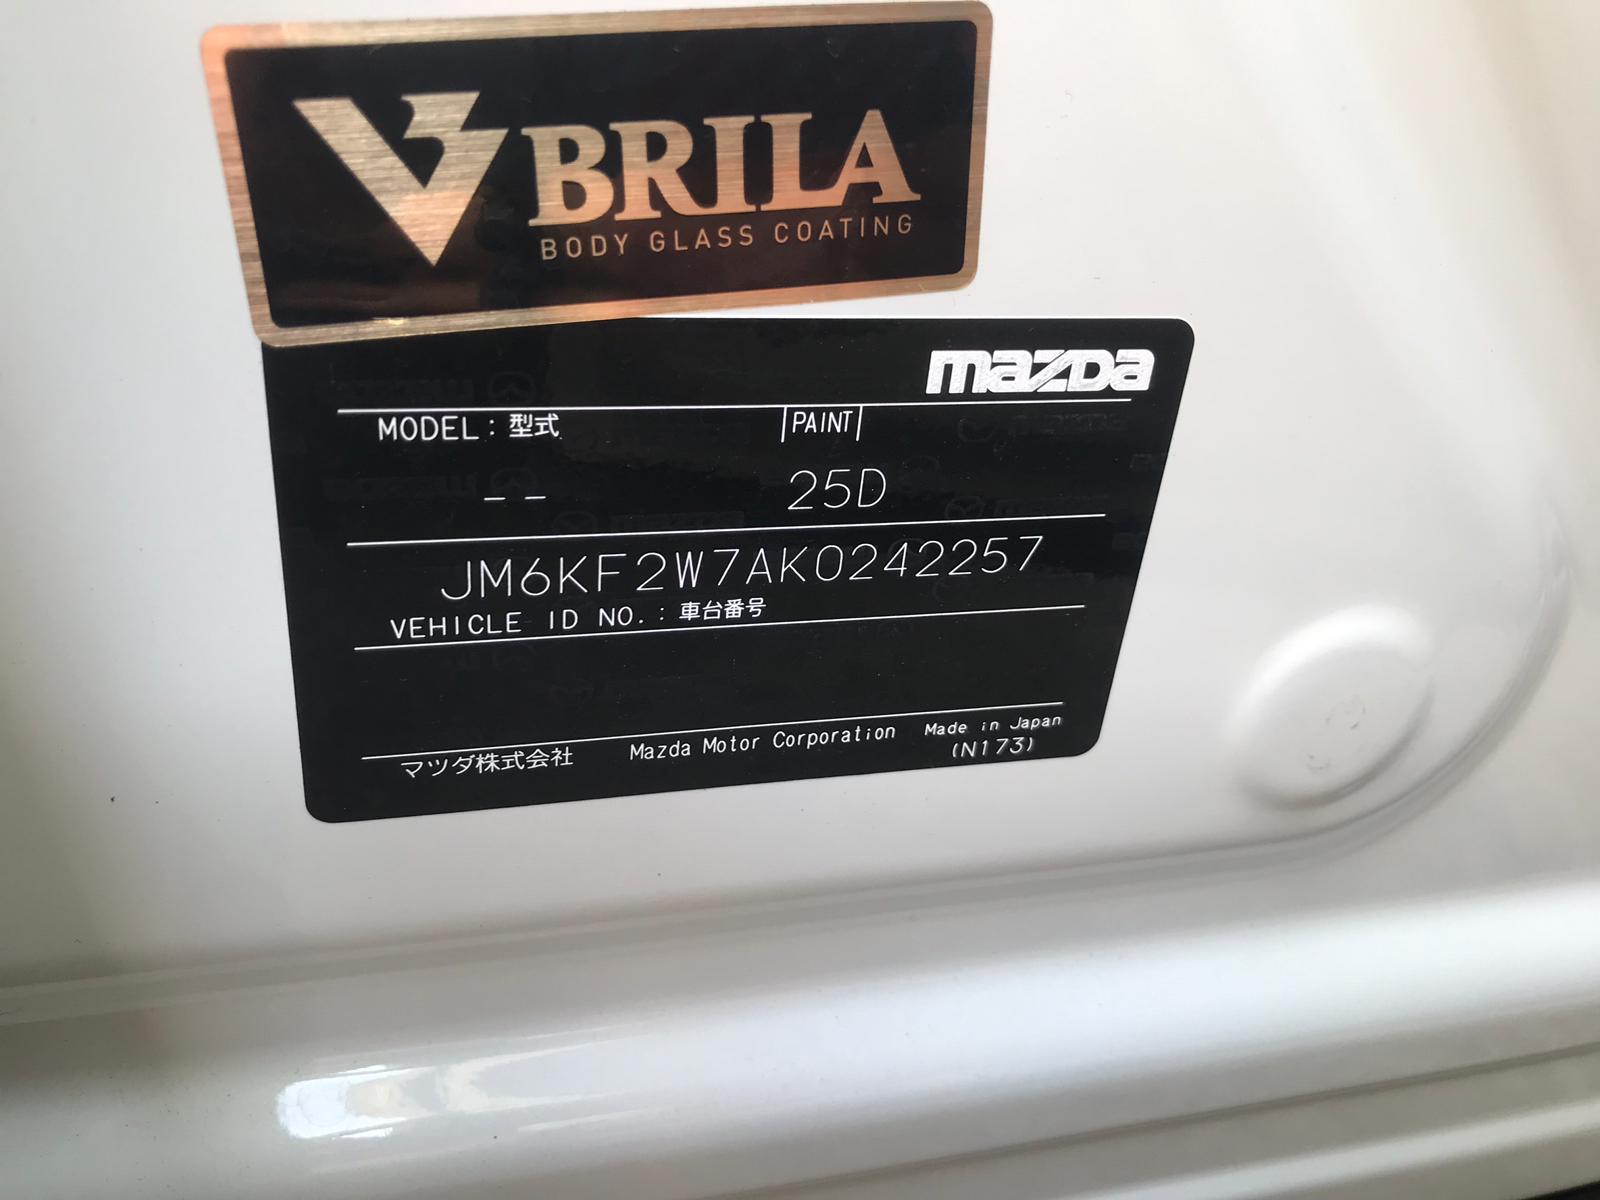 BRILA
BODY GLASS COATING
mazda
MODEL : 型式 PAINT
-- 25D
JM6KF2W7AK0242257
VEHICLE ID NO. : 車台番号
マツダ株式会社 Mazda Motor Corporation Made in Japan
(N173)